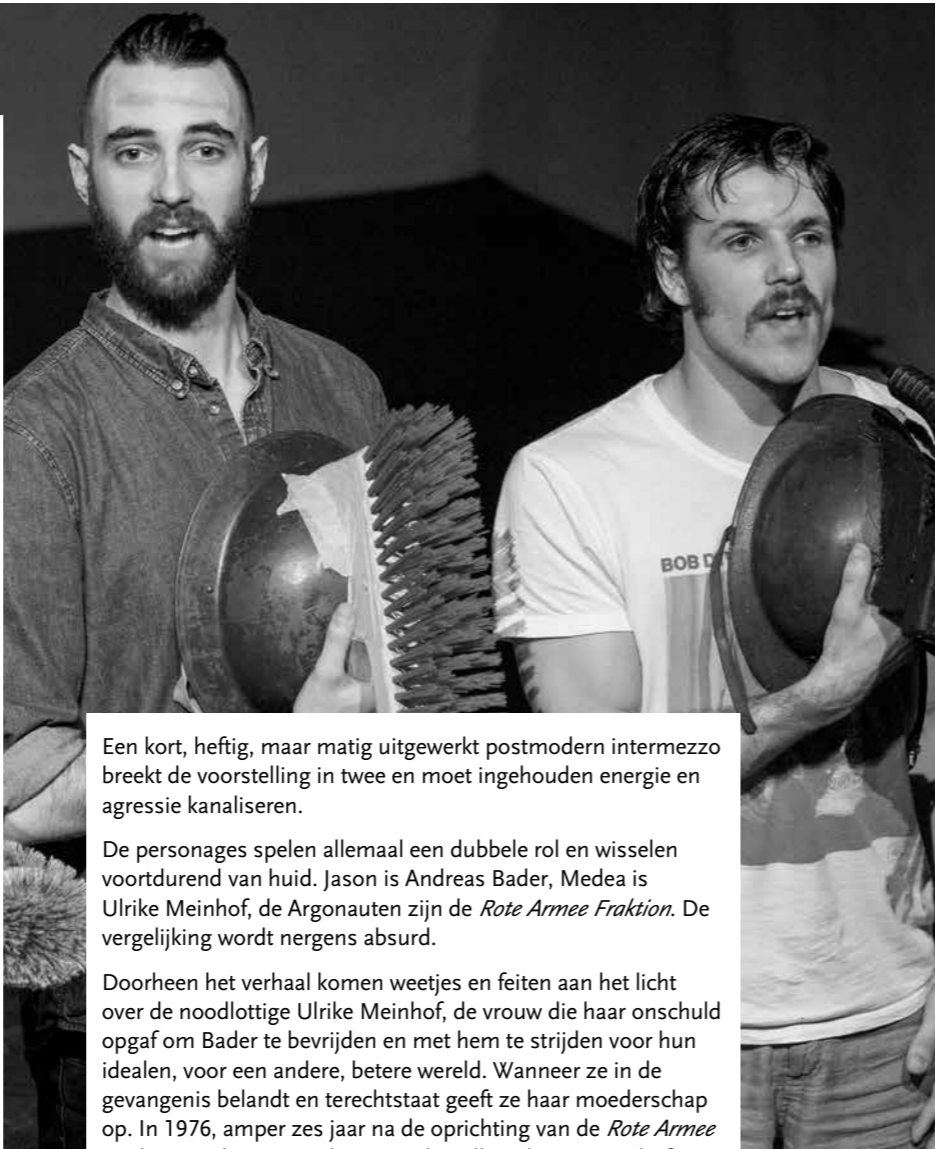 BOB
Een kort, heftig, maar matig uitgewerkt postmodern intermezzo
breekt de voorstelling in twee en moet ingehouden energie en
agressie kanaliseren.
De personages spelen allemaal een dubbele rol en wisselen
voortdurend van huid. Jason is Andreas Bader, Medea is
Ulrike Meinhof, de Argonauten zijn de Rote Armee Fraktion. De
vergelijking wordt nergens absurd.
Doorheen het verhaal komen weetjes en feiten aan het licht
over de noodlottige Ulrike Meinhof, de vrouw die haar onschuld
opgaf om Bader te bevrijden en met hem te strijden voor hun
idealen, voor een andere, betere wereld. Wanneer ze in de
gevangenis belandt en terechtstaat geeft ze haar moederschap
op. In 1976, amper zes jaar na de oprichting van de Rote Armee